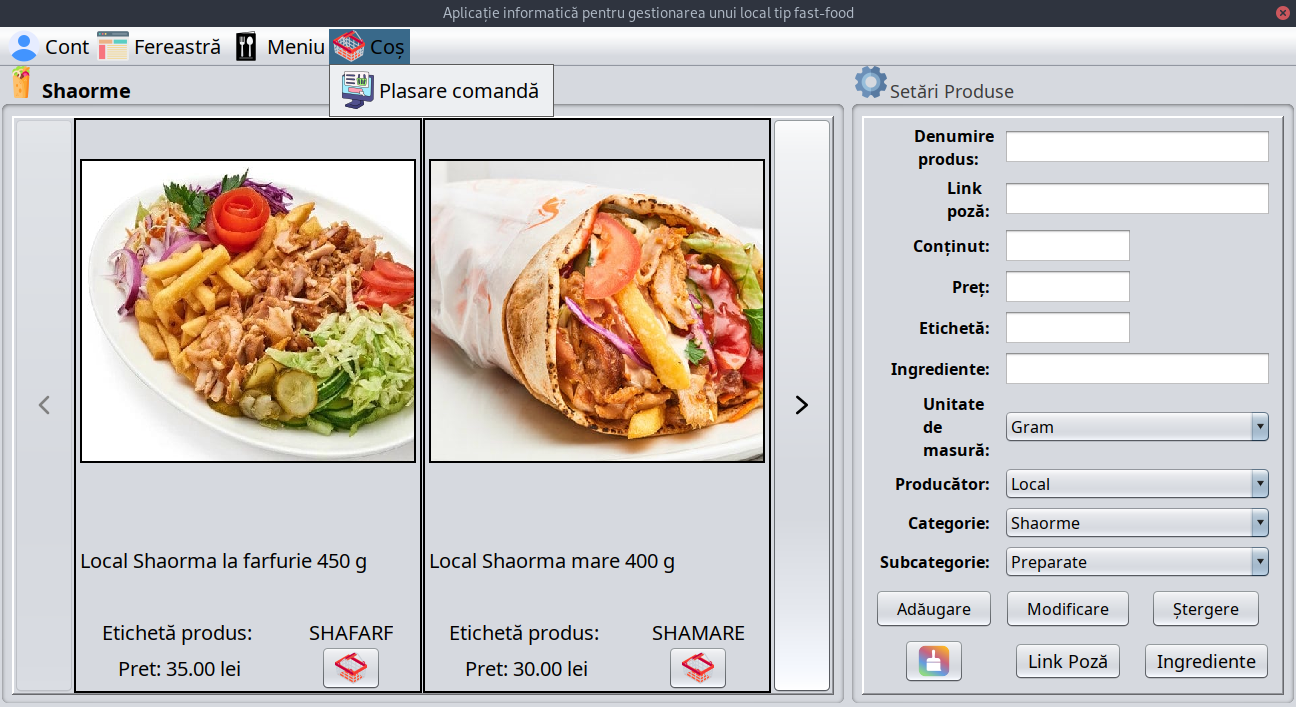 Aplicație informatică pentru gestionarea unui local tip fast-food
Cont Fereastră Meniu Coș
Plasare comandă
Shaorme
Local Shaorma la farfurie 450 g
Etichetă produs: SHAFARF
Pret: 35.00 lei
Local Shaorma mare 400 g
Etichetă produs: SHAMARE
Pret: 30.00 lei
Setări Produse
Denumire
produs:
Link
poză:
Conținut:
Preț:
Etichetă:
Ingrediente:
Unitate
de
masură:
Gram
Producător: Local
Categorie: Shaorme
Subcategorie: Preparate
Adăugare Modificare Ștergere
Link Poză Ingrediente